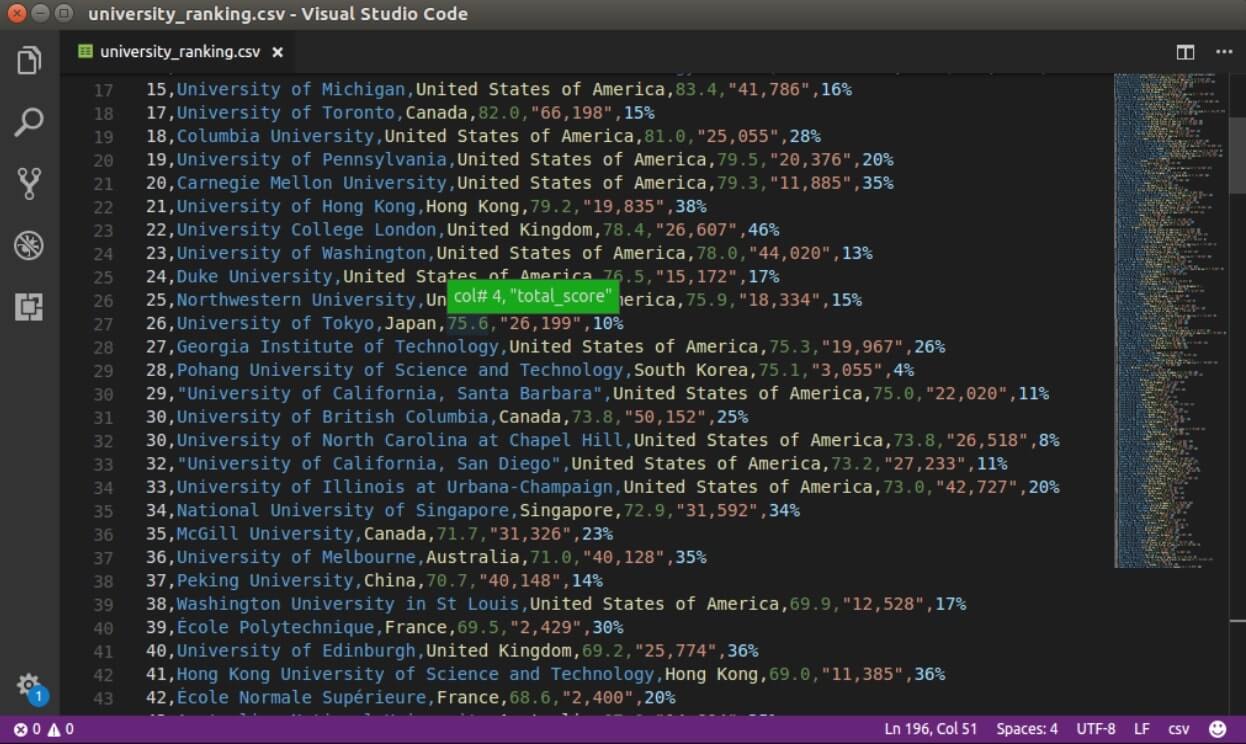 university_ranking.csv - Visual Studio Code
university_ranking.csv ×
17 15,University of Michigan,United States of America,83.4,"41,786",16%
18 17,University of Toronto,Canada,82.0,"66,198",15%
19 18,Columbia University,United States of America,81.0,"25,055",28%
20 19,University of Pennsylvania,United States of America,79.5,"20,376",20%
21 20,Carnegie Mellon University,United States of America,79.3,"11,885",35%
22 21,University of Hong Kong,Hong Kong,79.2,"19,835",38%
23 22,University College London,United Kingdom,78.4,"26,607",46%
24 23,University of Washington,United States of America,78.0,"44,020",13%
25 24,Duke University,United States of America,76.5,"15,172",17%
col# 4, "total_score"
26 25,Northwestern University,Un erica,75.9,"18,334",15%
27 26,University of Tokyo,Japan,75.6,"26,199",10%
28 27,Georgia Institute of Technology,United States of America,75.3,"19,967",26%
29 28,Pohang University of Science and Technology,South Korea,75.1,"3,055",4%
30 29,"University of California, Santa Barbara",United States of America,75.0,"22,020",11%
31 30,University of British Columbia,Canada,73.8,"50,152",25%
32 30,University of North Carolina at Chapel Hill,United States of America,73.8,"26,518",8%
33 32,"University of California, San Diego",United States of America,73.2,"27,233",11%
34 33,University of Illinois at Urbana-Champaign,United States of America,73.0,"42,727",20%
35 34,National University of Singapore,Singapore,72.9,"31,592",34%
36 35,McGill University,Canada,71.7,"31,326",23%
37 36,University of Melbourne,Australia,71.0,"40,128",35%
38 37,Peking University,China,70.7,"40,148",14%
39 38,Washington University in St Louis,United States of America,69.9,"12,528",17%
40 39,École Polytechnique,France,69.5,"2,429",30%
41 40,University of Edinburgh,United Kingdom,69.2,"25,774",36%
42 41,Hong Kong University of Science and Technology,Hong Kong,69.0,"11,385",36%
43 42,École Normale Supérieure,France,68.6,"2,400",20%
1
0 0 Ln 196, Col 51 Spaces: 4 UTF-8 LF csv